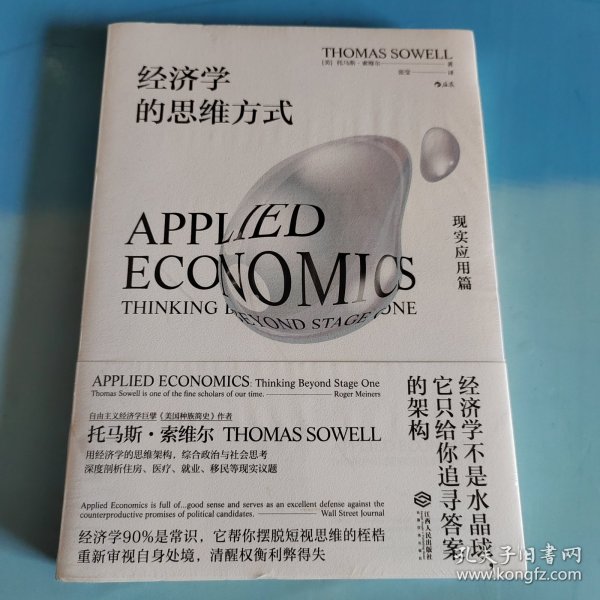 THOMAS SOWELL
[美] 托马斯·索维尔 著
张莹 译
后浪
经济学
的思维方式
现实应用篇
APPLIED
ECONOMICS
THINKING BEYOND STAGE ONE
APPLIED ECONOMICS: Thinking Beyond Stage One
Thomas Sowell is one of the fine scholars of our time. —— Roger Meiners
自由主义经济学巨擘《美国种族简史》作者
托马斯·索维尔 THOMAS SOWELL
用经济学的思维架构，综合政治与社会思考
深度剖析住房、医疗、就业、移民等现实议题
Applied Economics is full of...good sense and serves as an excellent defense against the
counterproductive promises of political candidates. —— Wall Street Journal
经济学90%是常识，它帮你摆脱短视思维的桎梏
重新审视自身处境，清醒权衡利弊得失
经济学不是水晶球，
它只给你追寻答案
的架构
江西人民出版社
孔夫子旧书网
www.kongfz.com